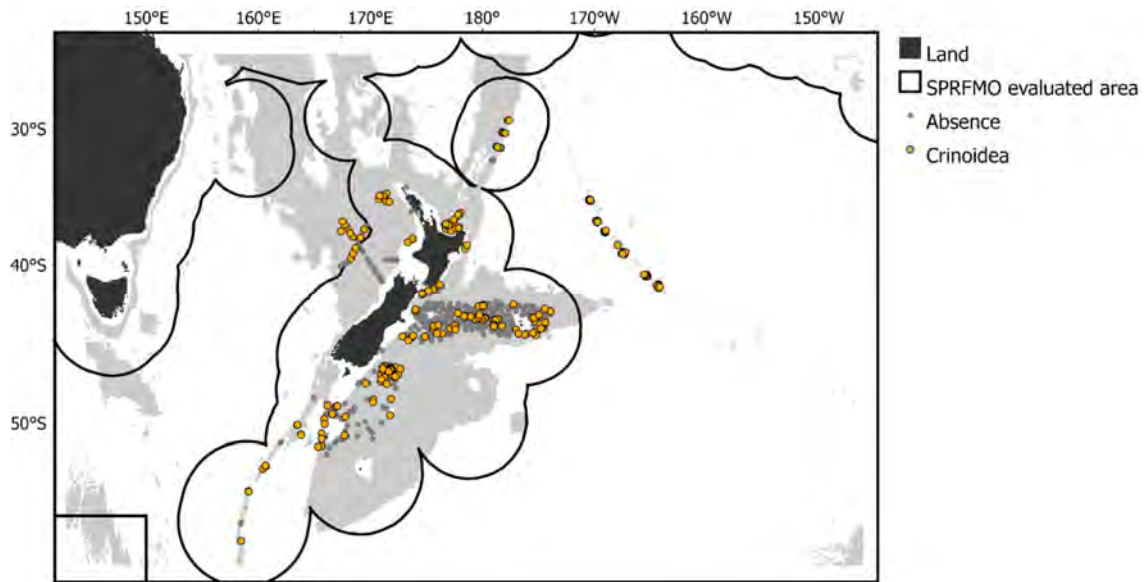 150°E 160°E 170°E 180° 170°W 160°W 150°W
30°S
40°S
50°S
Land
SPRFMO evaluated area
Absence
Crinoidea